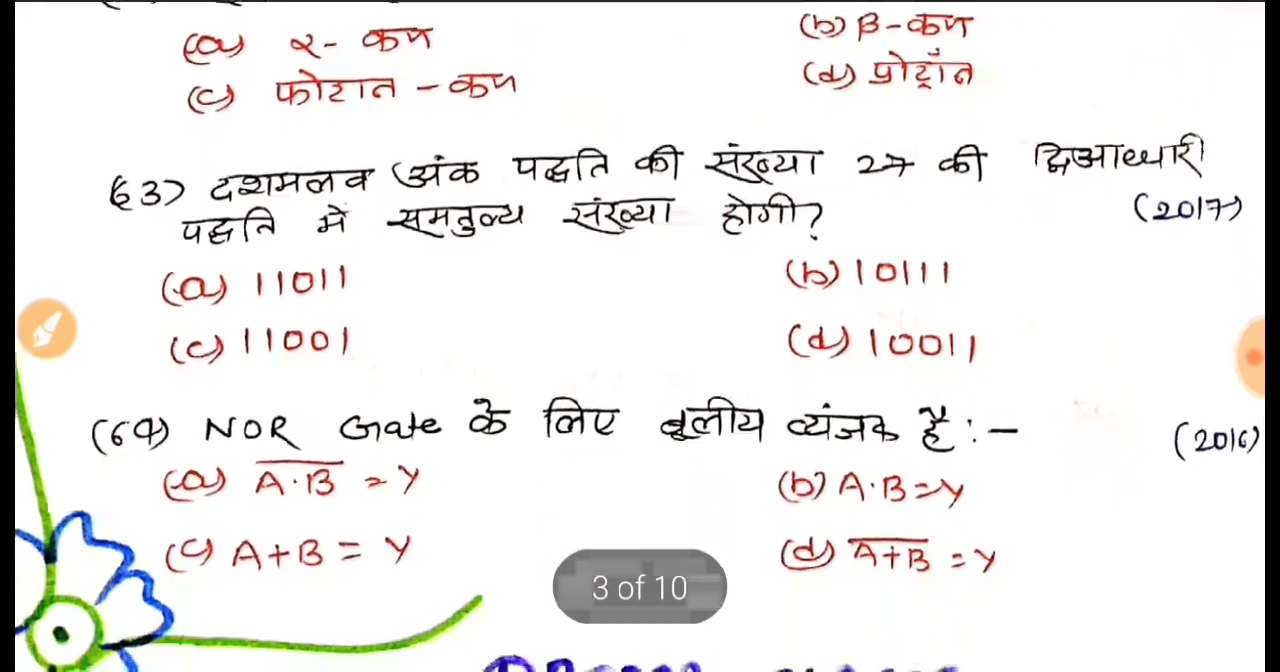 (a) α- कण
(b) β-कण
(c) फोटान - कण
(d) प्रोट्रॉन
63) दशमलव अंक पद्धति की संख्या 27 की द्विआधारी
पद्धति में समतुल्य संख्या होगी?
(2017)
(a) 11011
(b) 10111
(c) 11001
(d) 10011
(64) NOR Gate के लिए बूलीय व्यंजक है :-
(2016)
(a) A̅·̅B̅ = Y
(b) A·B=Y
(c) A+B = Y
(d) A̅+̅B̅ = Y
3 of 10